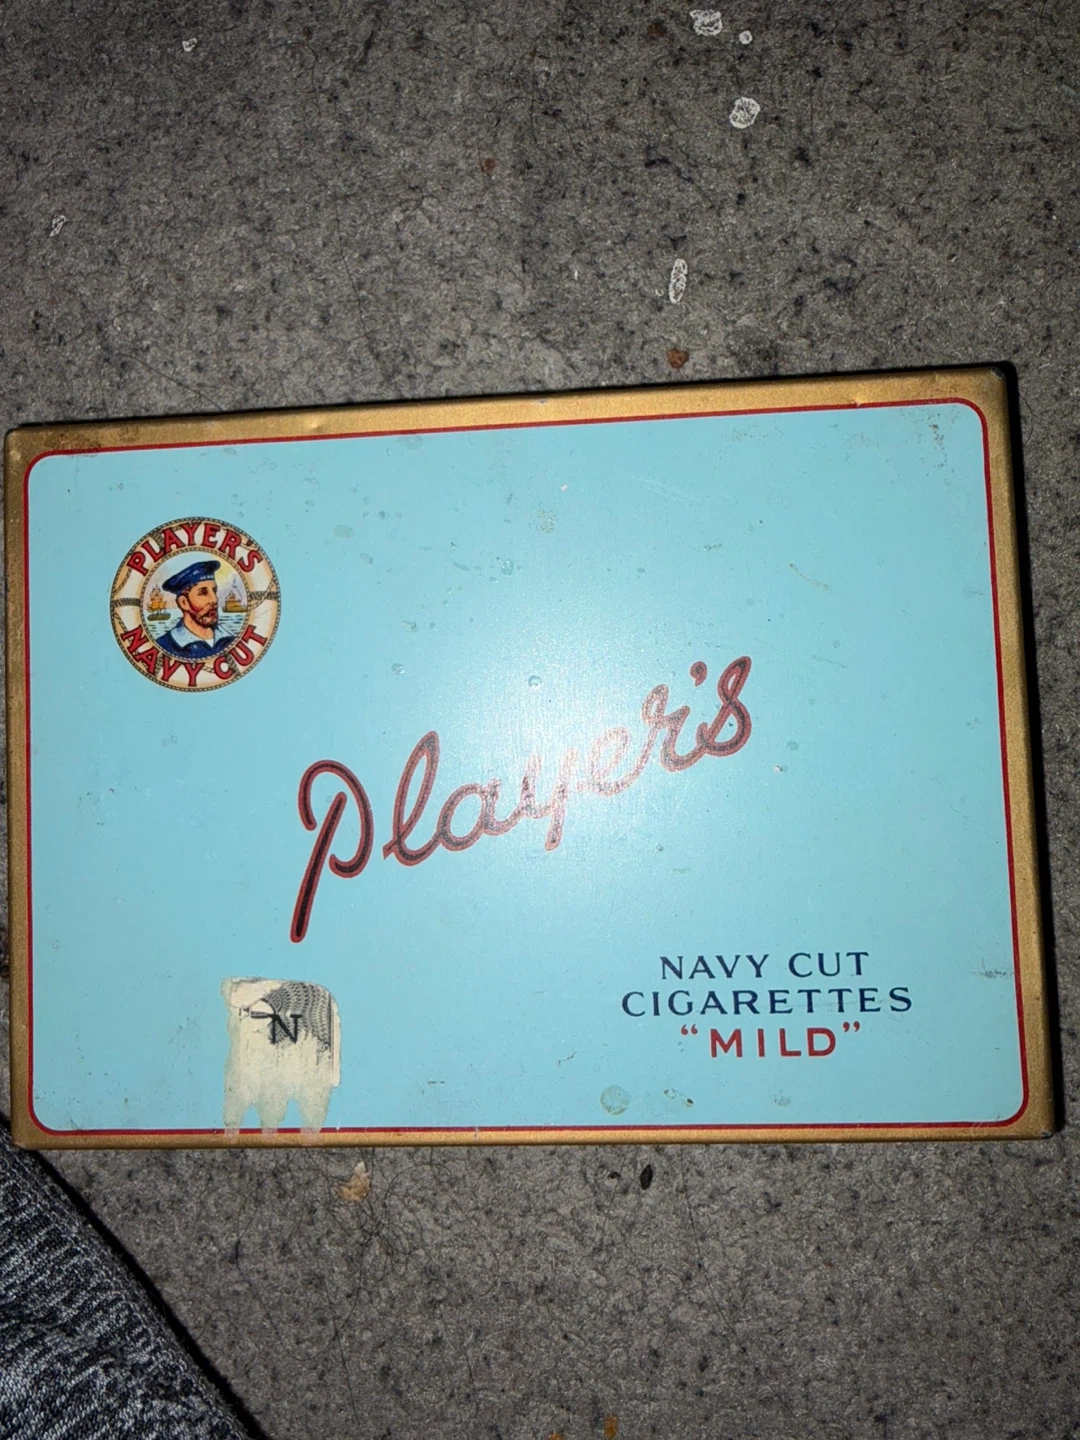 PLAYER'S
NAVY CUT
Player's
NAVY CUT
CIGARETTES
"MILD"
N